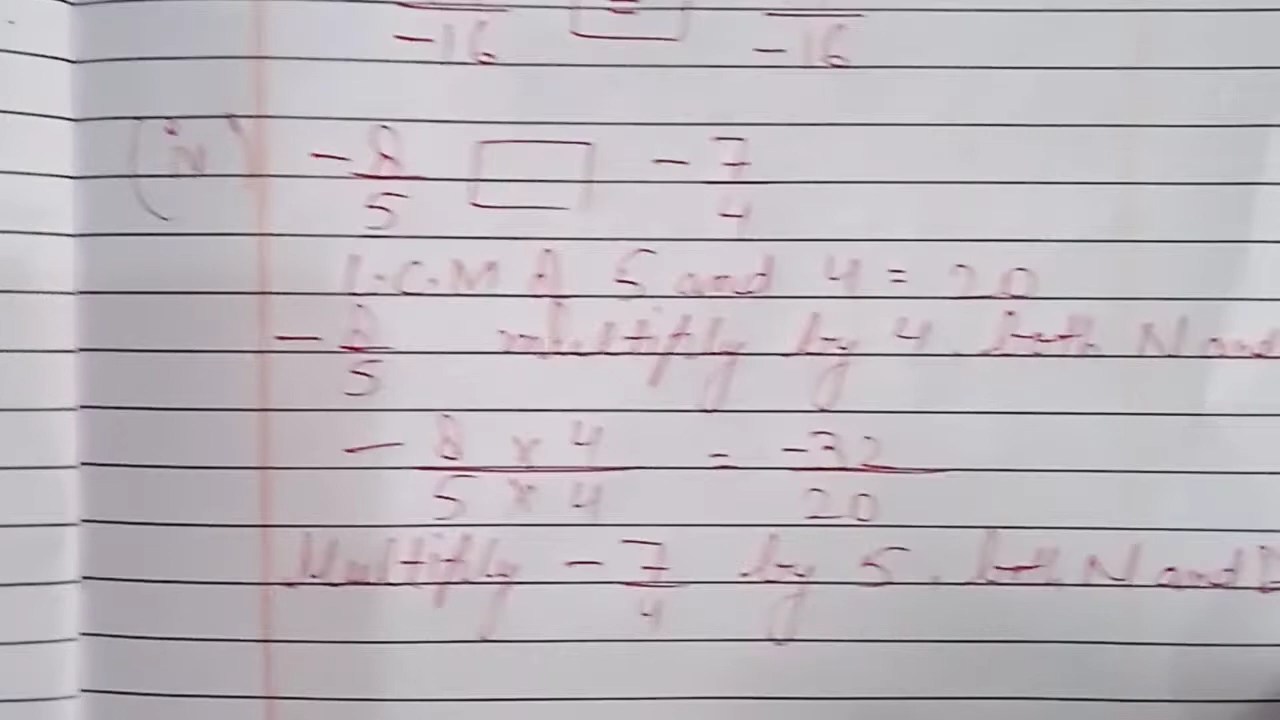 -16 = -16
(iv) -8/5 □ -7/4
L.C.M of 5 and 4 = 20
-8/5 multiply by 4 both N and
-8 x 4/5 x 4 = -32/20
Multiply -7/4 by 5. both N and D